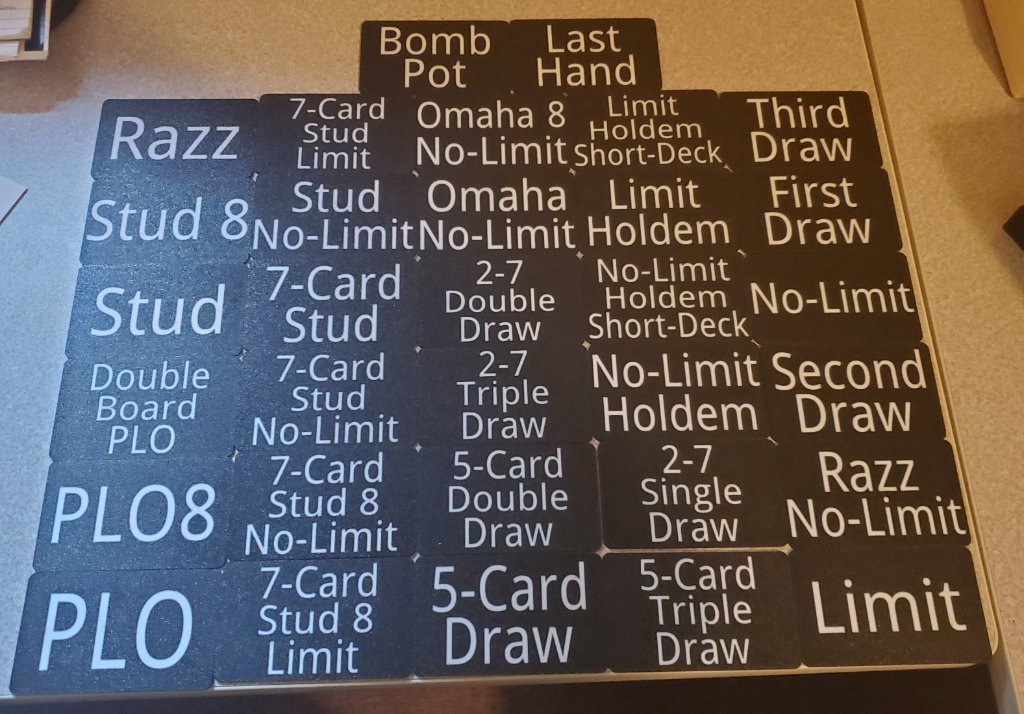 Bomb
Pot
Last
Hand
Razz
7-Card
Stud
Limit
Omaha 8
No-Limit
Limit
Holdem
Short-Deck
Third
Draw
Stud 8
Stud
No-Limit
Omaha
No-Limit
Limit
Holdem
First
Draw
Stud
7-Card
Stud
2-7
Double
Draw
No-Limit
Holdem
Short-Deck
No-Limit
Double
Board
PLO
7-Card
Stud
No-Limit
2-7
Triple
Draw
No-Limit
Holdem
Second
Draw
PLO8
7-Card
Stud 8
No-Limit
5-Card
Double
Draw
2-7
Single
Draw
Razz
No-Limit
PLO
7-Card
Stud 8
Limit
5-Card
Draw
5-Card
Triple
Draw
Limit